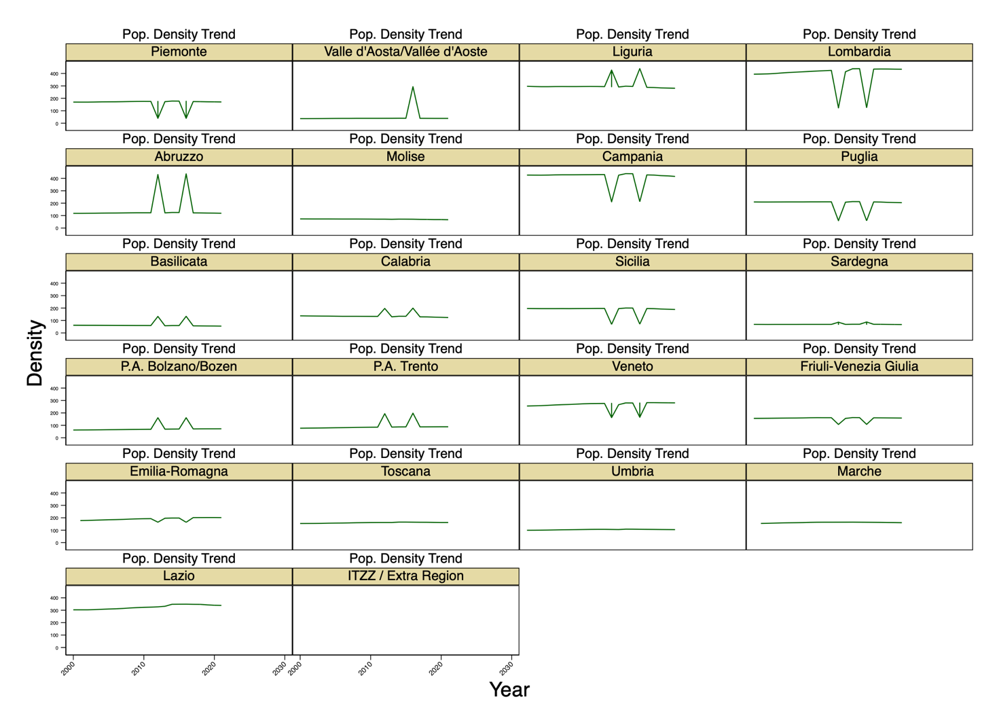 Pop. Density Trend Pop. Density Trend Pop. Density Trend Pop. Density Trend
Piemonte Valle d'Aosta/Vallée d'Aoste Liguria Lombardia
400
300
200
100
0
Pop. Density Trend Pop. Density Trend Pop. Density Trend Pop. Density Trend
Abruzzo Molise Campania Puglia
400
300
200
100
0
Pop. Density Trend Pop. Density Trend Pop. Density Trend Pop. Density Trend
Basilicata Calabria Sicilia Sardegna
400
300
200
100
0
Density
Pop. Density Trend Pop. Density Trend Pop. Density Trend Pop. Density Trend
P.A. Bolzano/Bozen P.A. Trento Veneto Friuli-Venezia Giulia
400
300
200
100
0
Pop. Density Trend Pop. Density Trend Pop. Density Trend Pop. Density Trend
Emilia-Romagna Toscana Umbria Marche
400
300
200
100
0
Pop. Density Trend Pop. Density Trend
Lazio ITZZ / Extra Region
400
300
200
100
0
2000 2010 2020 2030 2000 2010 2020 2030
Year